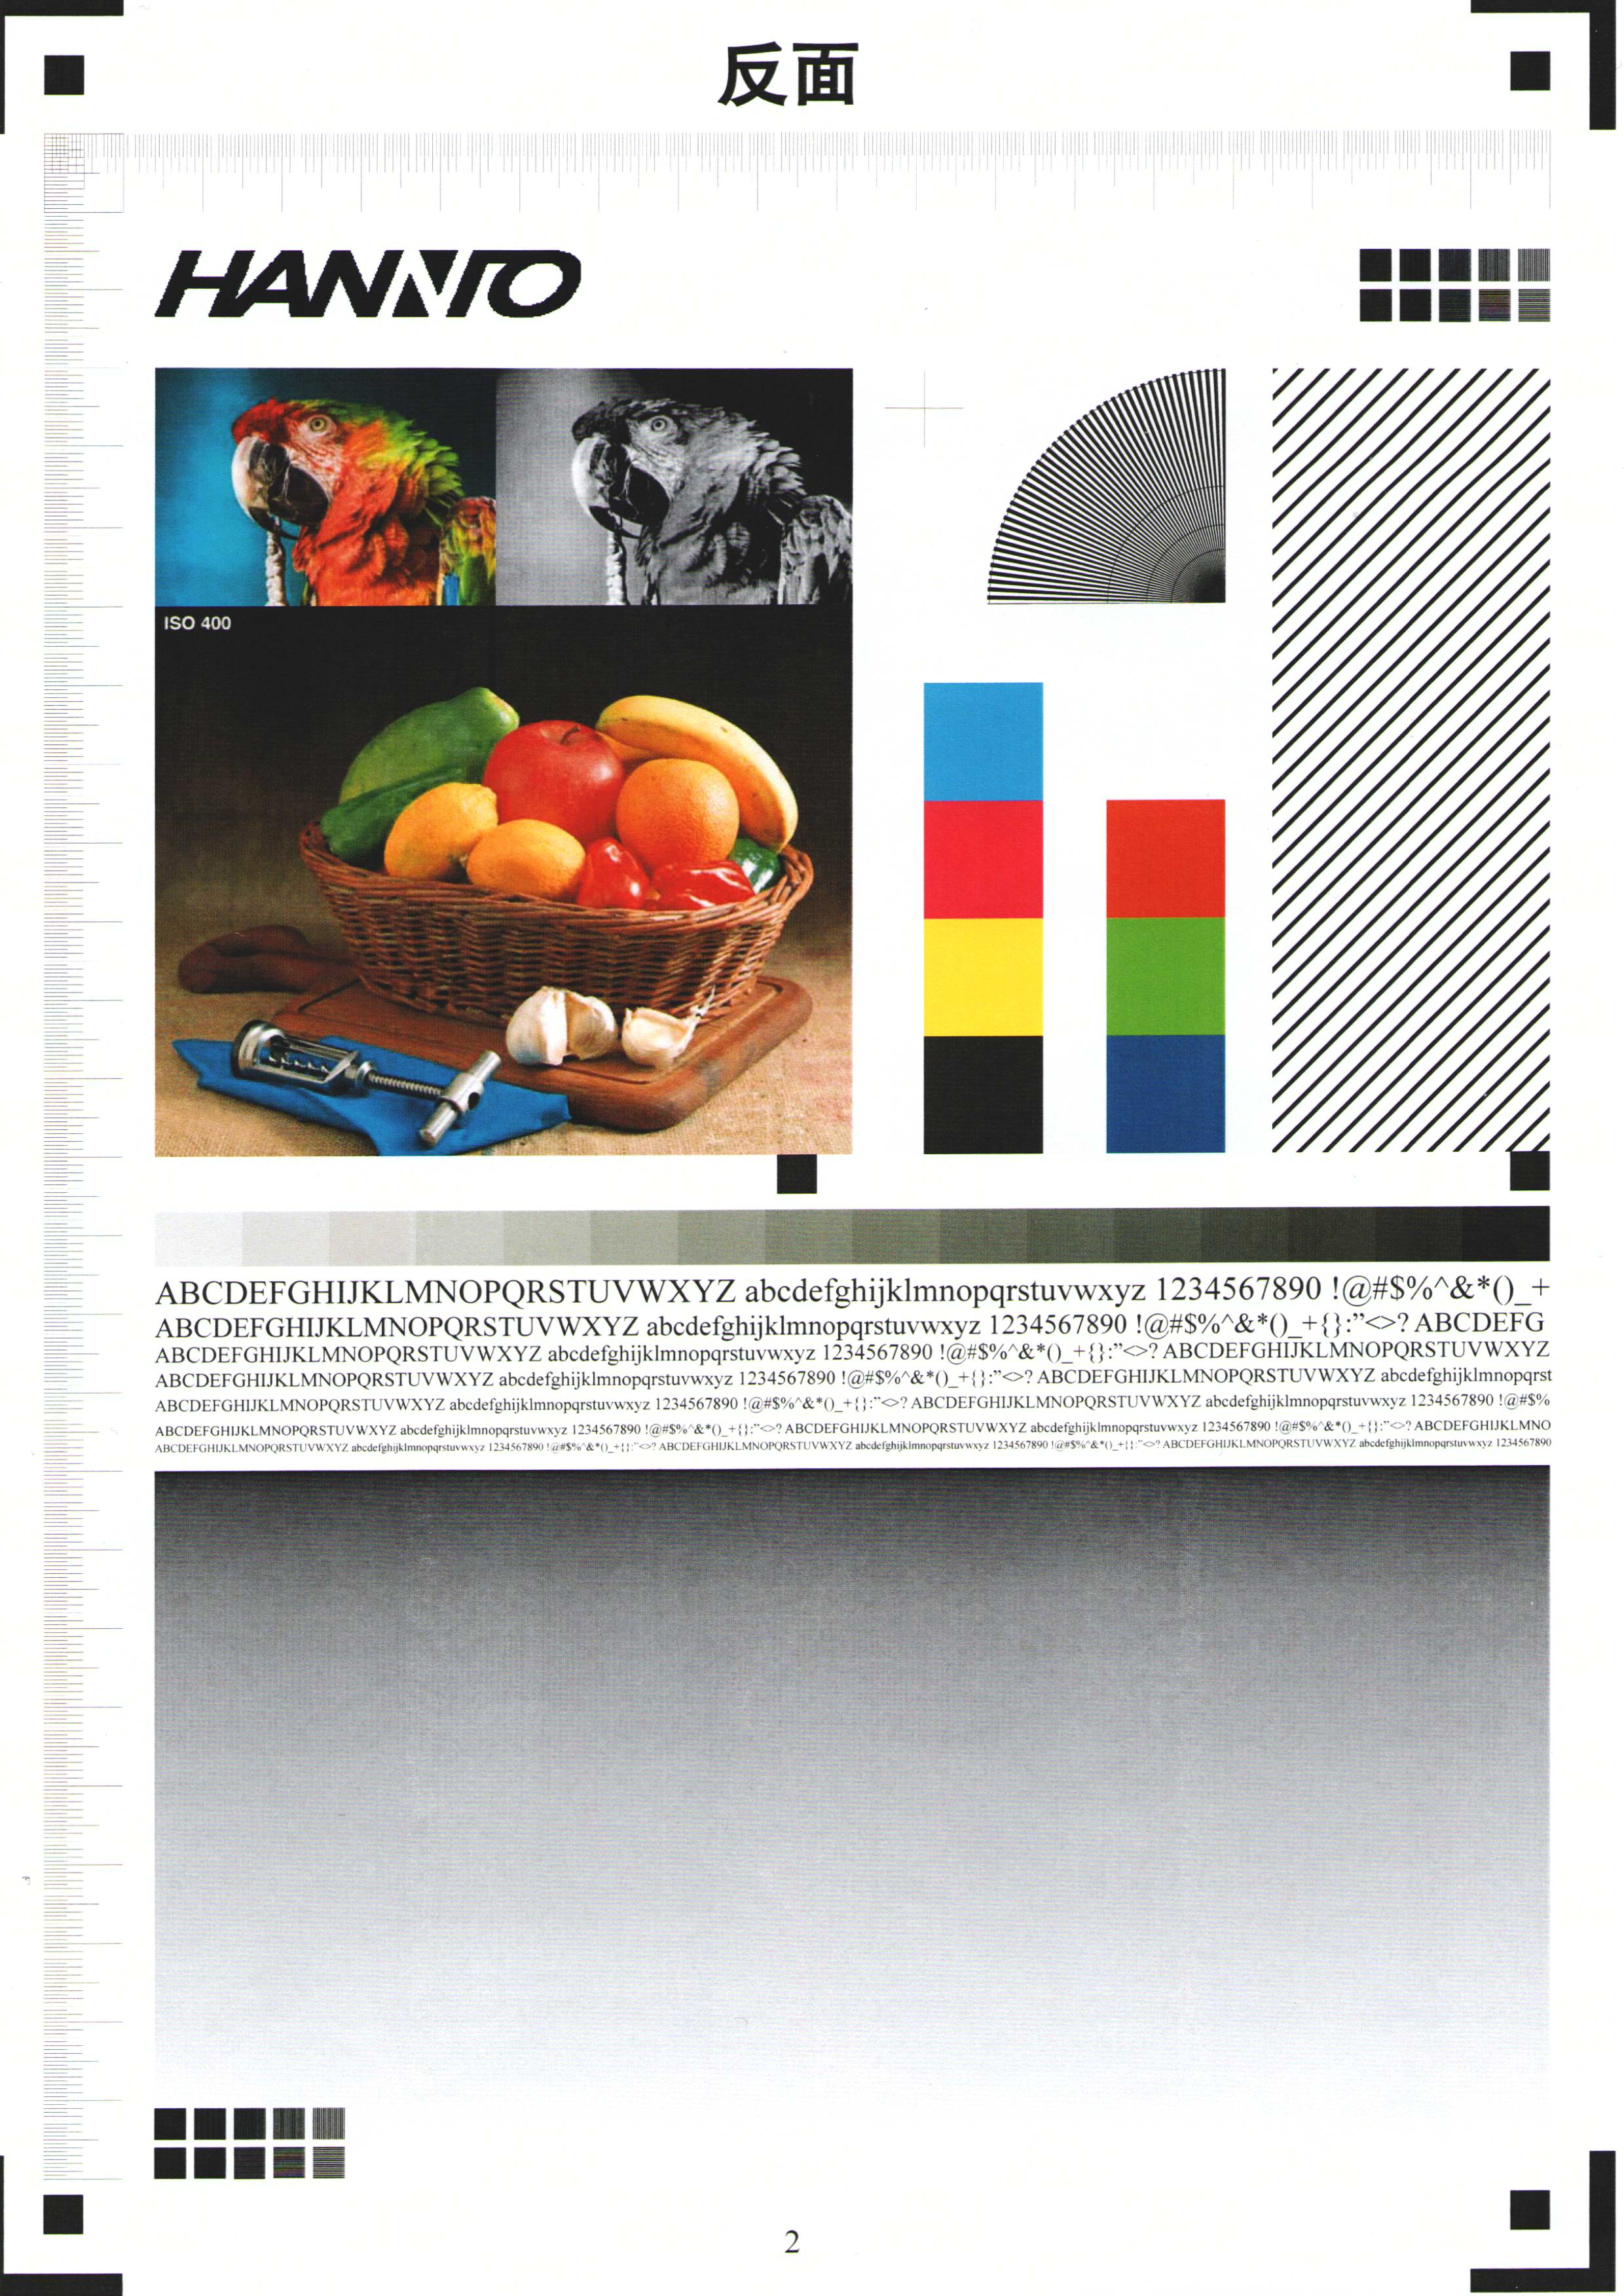 反面
HANNTO
ISO 400
ABCDEFGHIJKLMNOPQRSTUVWXYZ abcdefghijklmnopqrstuvwxyz 1234567890 !@#$%^&*()_+
ABCDEFGHIJKLMNOPQRSTUVWXYZ abcdefghijklmnopqrstuvwxyz 1234567890 !@#$%^&*()_+{}:”<>? ABCDEFG
ABCDEFGHIJKLMNOPQRSTUVWXYZ abcdefghijklmnopqrstuvwxyz 1234567890 !@#$%^&*()_+{}:”<>? ABCDEFGHIJKLMNOPQRSTUVWXYZ
ABCDEFGHIJKLMNOPQRSTUVWXYZ abcdefghijklmnopqrstuvwxyz 1234567890 !@#$%^&*()_+{}:”<>? ABCDEFGHIJKLMNOPQRSTUVWXYZ abcdefghijklmnopqrst
ABCDEFGHIJKLMNOPQRSTUVWXYZ abcdefghijklmnopqrstuvwxyz 1234567890 !@#$%^&*()_+{}:”<>? ABCDEFGHIJKLMNOPQRSTUVWXYZ abcdefghijklmnopqrstuvwxyz 1234567890 !@#$%
ABCDEFGHIJKLMNOPQRSTUVWXYZ abcdefghijklmnopqrstuvwxyz 1234567890 !@#$%^&*()_+{}:”<>? ABCDEFGHIJKLMNOPQRSTUVWXYZ abcdefghijklmnopqrstuvwxyz 1234567890 !@#$%^&*()_+{}:”<>? ABCDEFGHIJKLMNO
ABCDEFGHIJKLMNOPQRSTUVWXYZ abcdefghijklmnopqrstuvwxyz 1234567890 !@#$%^&*()_+{}:”<>? ABCDEFGHIJKLMNOPQRSTUVWXYZ abcdefghijklmnopqrstuvwxyz 1234567890 !@#$%^&*()_+{}:”<>? ABCDEFGHIJKLMNOPQRSTUVWXYZ abcdefghijklmnopqrstuvwxyz 1234567890
2